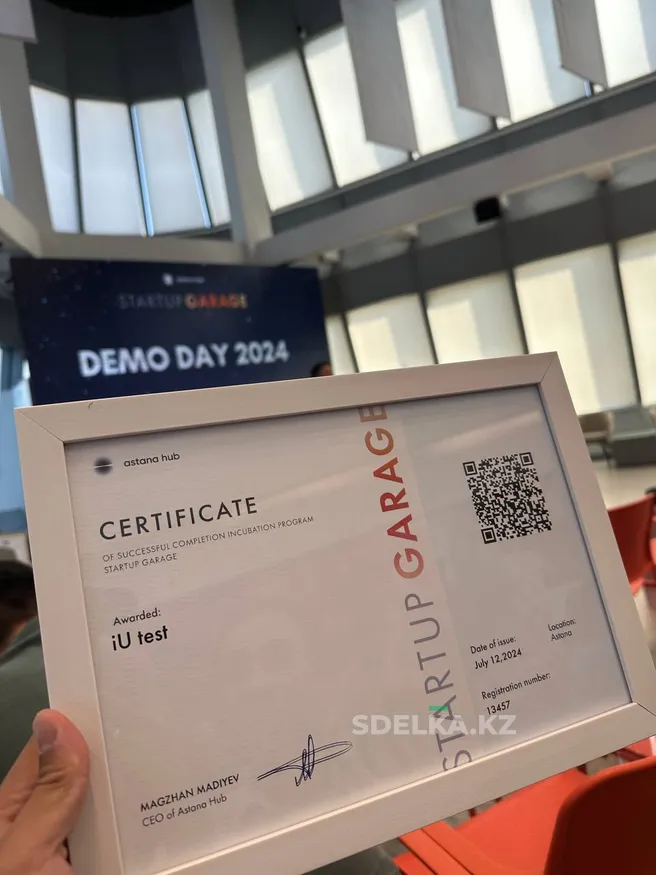 astana hub
STARTUP GARAGE
DEMO DAY 2024
astana hub
CERTIFICATE
OF SUCCESSFUL COMPLETION INCUBATION PROGRAM
STARTUP GARAGE
Awarded:
iU test
MAGZHAN MADIYEV
CEO of Astana Hub
STARTUP GARAGE
Date of issue:
July 12,2024
Location:
Astana
Registration number:
13457
SDELKA.KZ